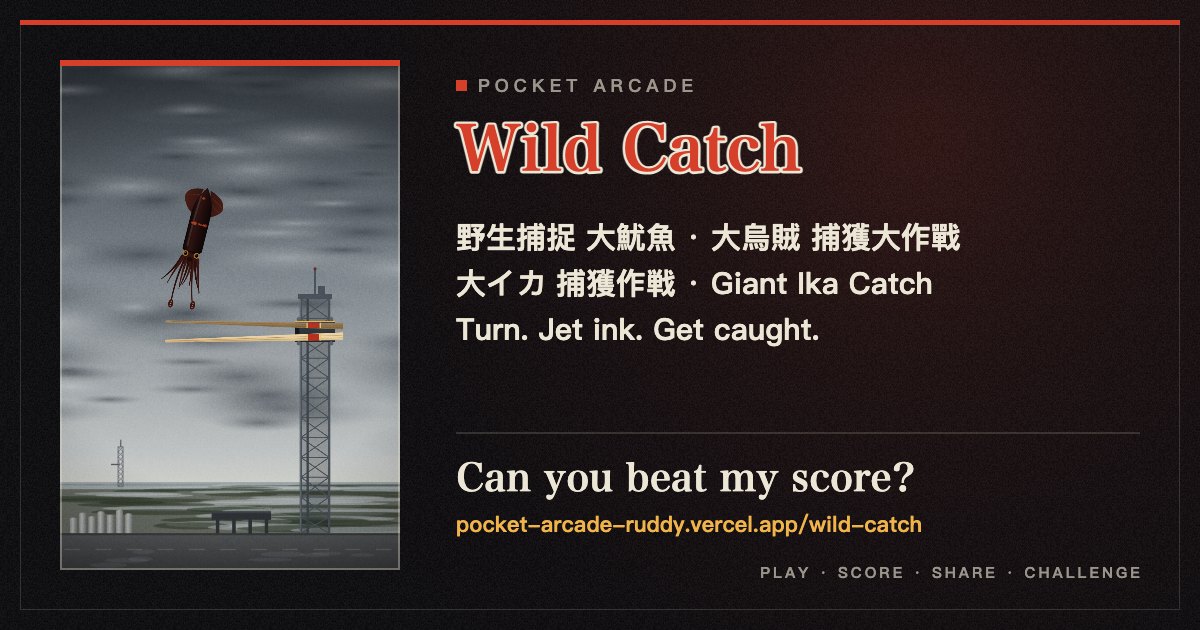 POCKET ARCADE
Wild Catch
野生捕捉 大魷魚 · 大烏賊 捕獲大作戰
大イカ 捕獲作戦 · Giant Ika Catch
Turn. Jet ink. Get caught.
Can you beat my score?
pocket-arcade-ruddy.vercel.app/wild-catch
PLAY · SCORE · SHARE · CHALLENGE